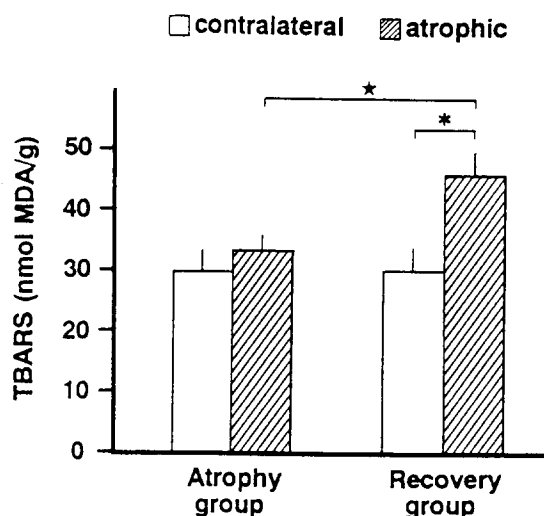 contralateral atrophic
★
*
TBARS (nmol MDA/g)
50
40
30
20
10
0
Atrophy group
Recovery group